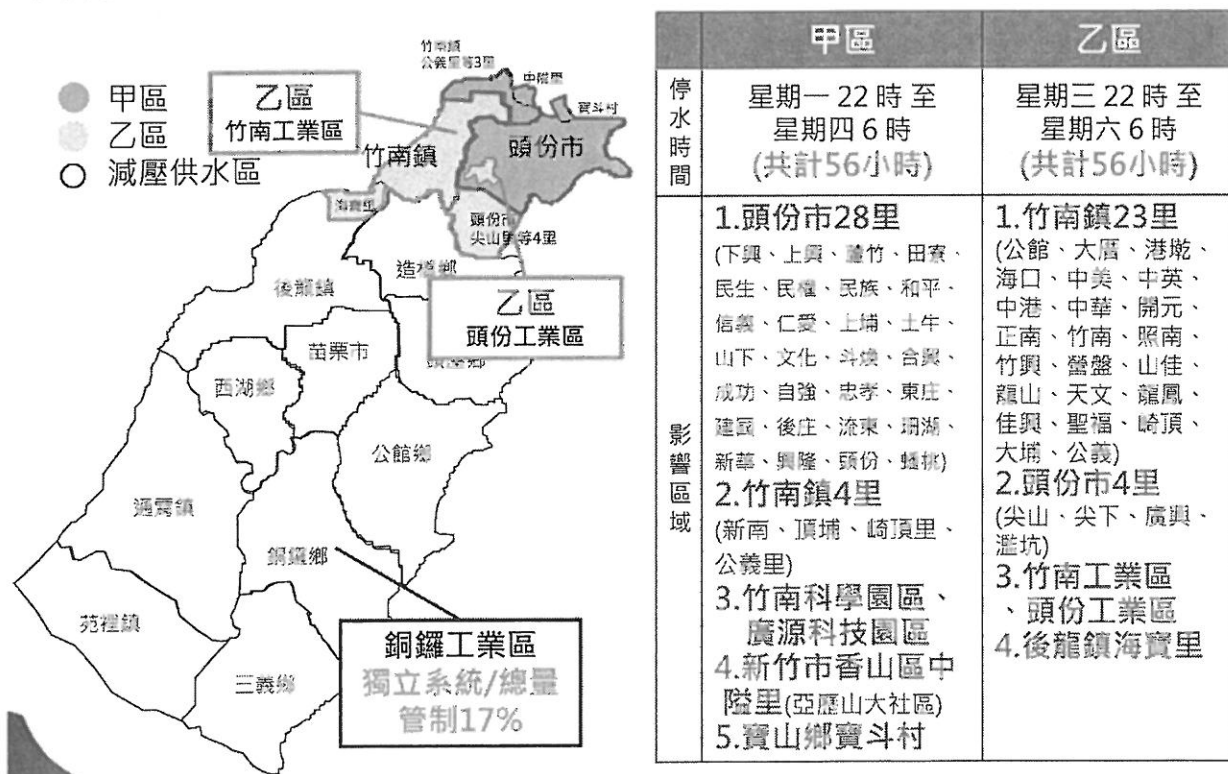 甲區
乙區
減壓供水區
竹南鎮
公義里等3里
中隘里
寶斗村
乙區
竹南工業區
竹南鎮
頭份市
海寶里
頭份市
尖山里等4里
造橋鄉
後龍鎮
乙區
頭份工業區
苗栗市
西湖鄉
公館鄉
通霄鎮
銅鑼鄉
苑裡鎮
三義鄉
銅鑼工業區
獨立系統/總量
管制17%
甲區
乙區
停水時間
星期一 22 時 至
星期四 6 時
(共計56小時)
星期三 22 時 至
星期六 6 時
(共計56小時)
影響區域
1.頭份市28里
(下興、上興、蘆竹、田寮、
民生、民權、民族、和平、
信義、仁愛、上埔、土牛、
山下、文化、斗煥、合興、
成功、自強、忠孝、東庄、
建國、後庄、流東、珊湖、
新華、興隆、頭份、蟠桃)
2.竹南鎮4里
(新南、頂埔、崎頂里、
公義里)
3.竹南科學園區、
廣源科技園區
4.新竹市香山區中
隘里(亞歷山大社區)
5.寶山鄉寶斗村
1.竹南鎮23里
(公館、大厝、港墘、
海口、中美、中英、
中港、中華、開元、
正南、竹南、照南、
竹興、營盤、山佳、
龍山、天文、龍鳳、
佳興、聖福、崎頂、
大埔、公義)
2.頭份市4里
(尖山、尖下、廣興、
濫坑)
3.竹南工業區
、頭份工業區
4.後龍鎮海寶里